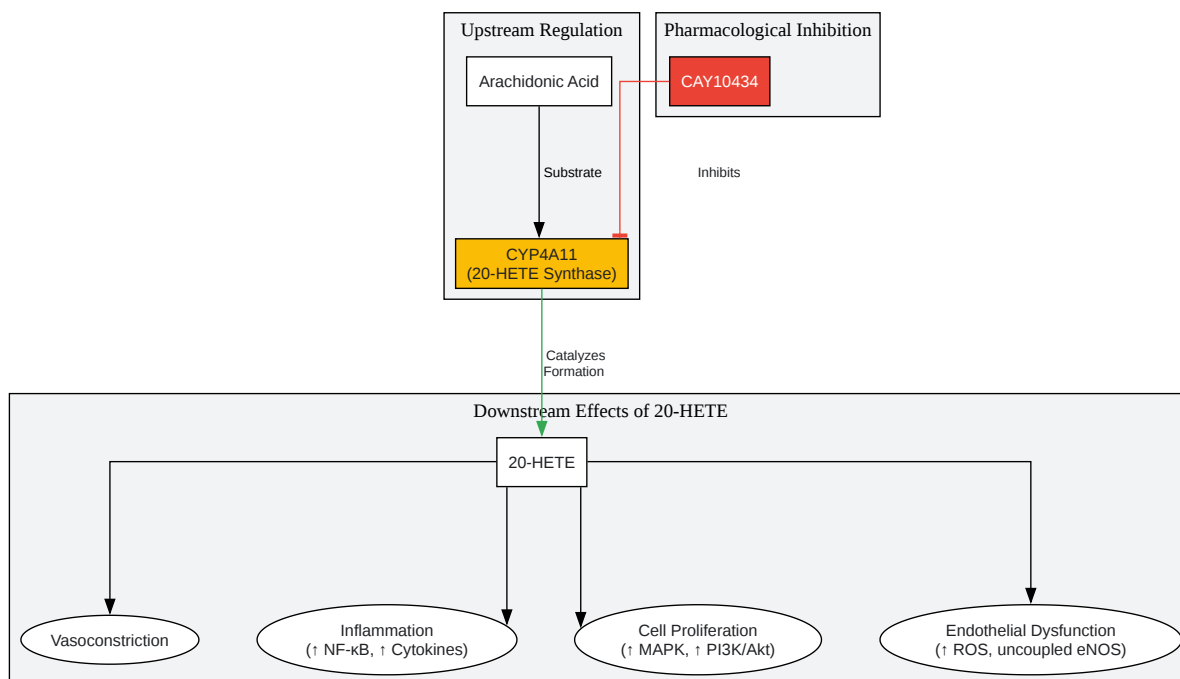 Upstream Regulation
Pharmacological Inhibition
Arachidonic Acid
CAY10434
Substrate
Inhibits
CYP4A11
(20-HETE Synthase)
Catalyzes
Formation
Downstream Effects of 20-HETE
20-HETE
Vasoconstriction
Inflammation
(↑ NF-κB, ↑ Cytokines)
Cell Proliferation
(↑ MAPK, ↑ PI3K/Akt)
Endothelial Dysfunction
(↑ ROS, uncoupled eNOS)